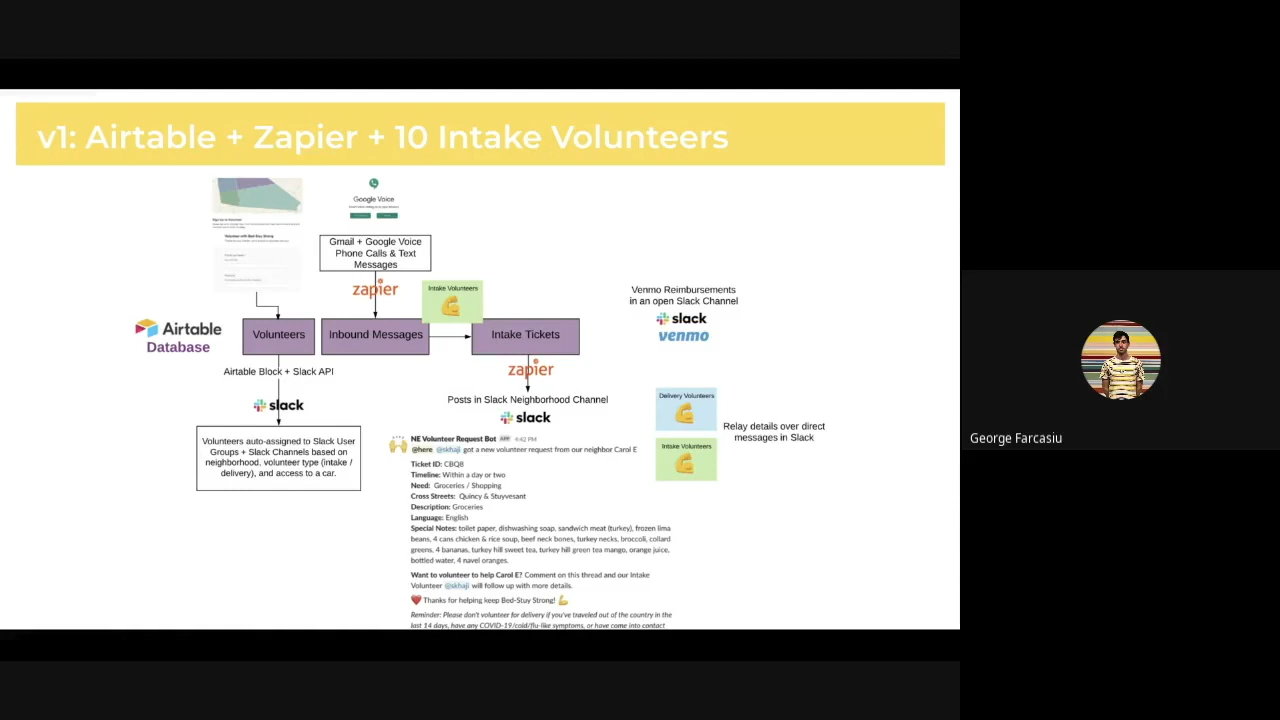 v1: Airtable + Zapier + 10 Intake Volunteers
Google Voice
Gmail + Google Voice
Phone Calls & Text
Messages
zapier
Intake Volunteers
Venmo Reimbursements
in an open Slack Channel
slack
venmo
Airtable
Database
Volunteers
Inbound Messages
Intake Tickets
Airtable Block + Slack API
slack
zapier
Posts in Slack Neighborhood Channel
slack
Volunteers auto-assigned to Slack User
Groups + Slack Channels based on
neighborhood, volunteer type (intake /
delivery), and access to a car.
NE Volunteer Request Bot APP 4:42 PM
@here @skhaji got a new volunteer request from our neighbor Carol E
Ticket ID: CBQ8
Timeline: Within a day or two
Need: Groceries / Shopping
Cross Streets: Quincy & Stuyvesant
Description: Groceries
Language: English
Special Notes: toilet paper, dishwashing soap, sandwich meat (turkey), frozen lima
beans, 4 cans chicken & rice soup, beef neck bones, turkey necks, broccoli, collard
greens, 4 bananas, turkey hill sweet tea, turkey hill green tea mango, orange juice,
bottled water, 4 navel oranges.
Want to volunteer to help Carol E? Comment on this thread and our Intake
Volunteer @skhaji will follow up with more details.
Thanks for helping keep Bed-Stuy Strong!
Reminder: Please don't volunteer for delivery if you've traveled out of the country in the
last 14 days, have any COVID-19/cold/flu-like symptoms, or have come into contact
Delivery Volunteers
Intake Volunteers
Relay details over direct
messages in Slack
George Farcasiu